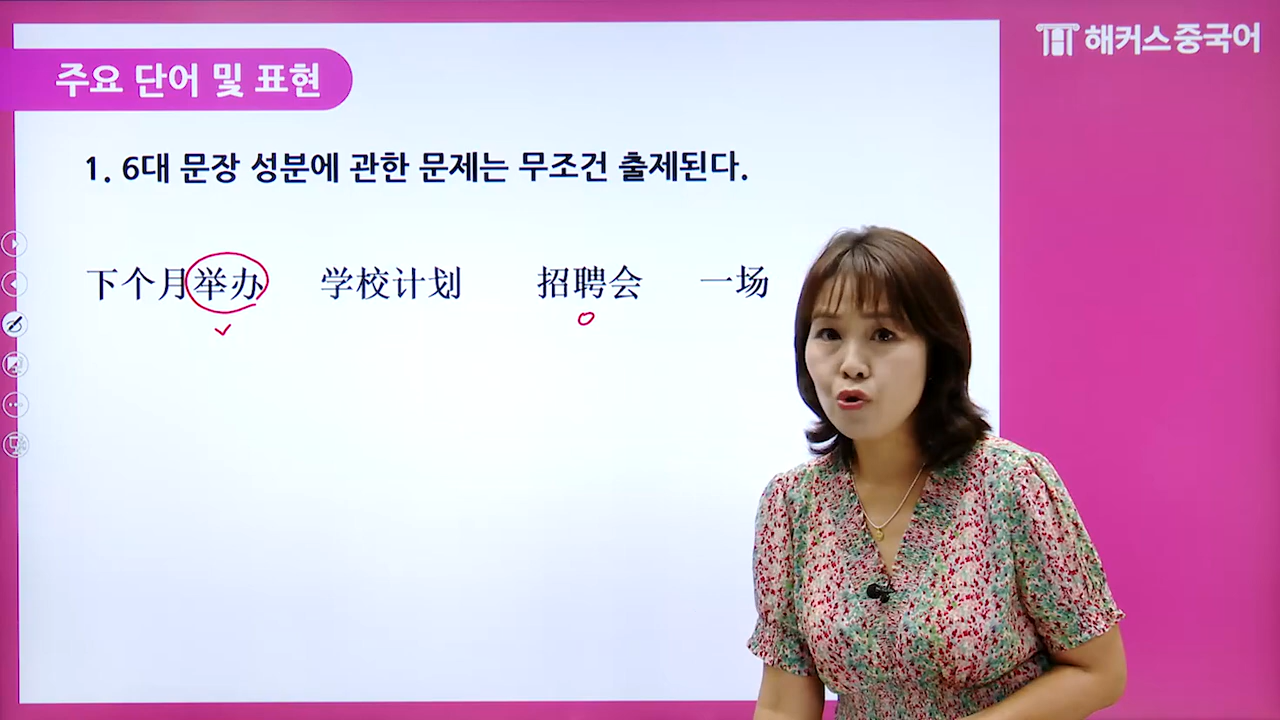 해커스중국어
주요 단어 및 표현
1. 6대 문장 성분에 관한 문제는 무조건 출제된다.
下个月举办 学校计划 招聘会 一场